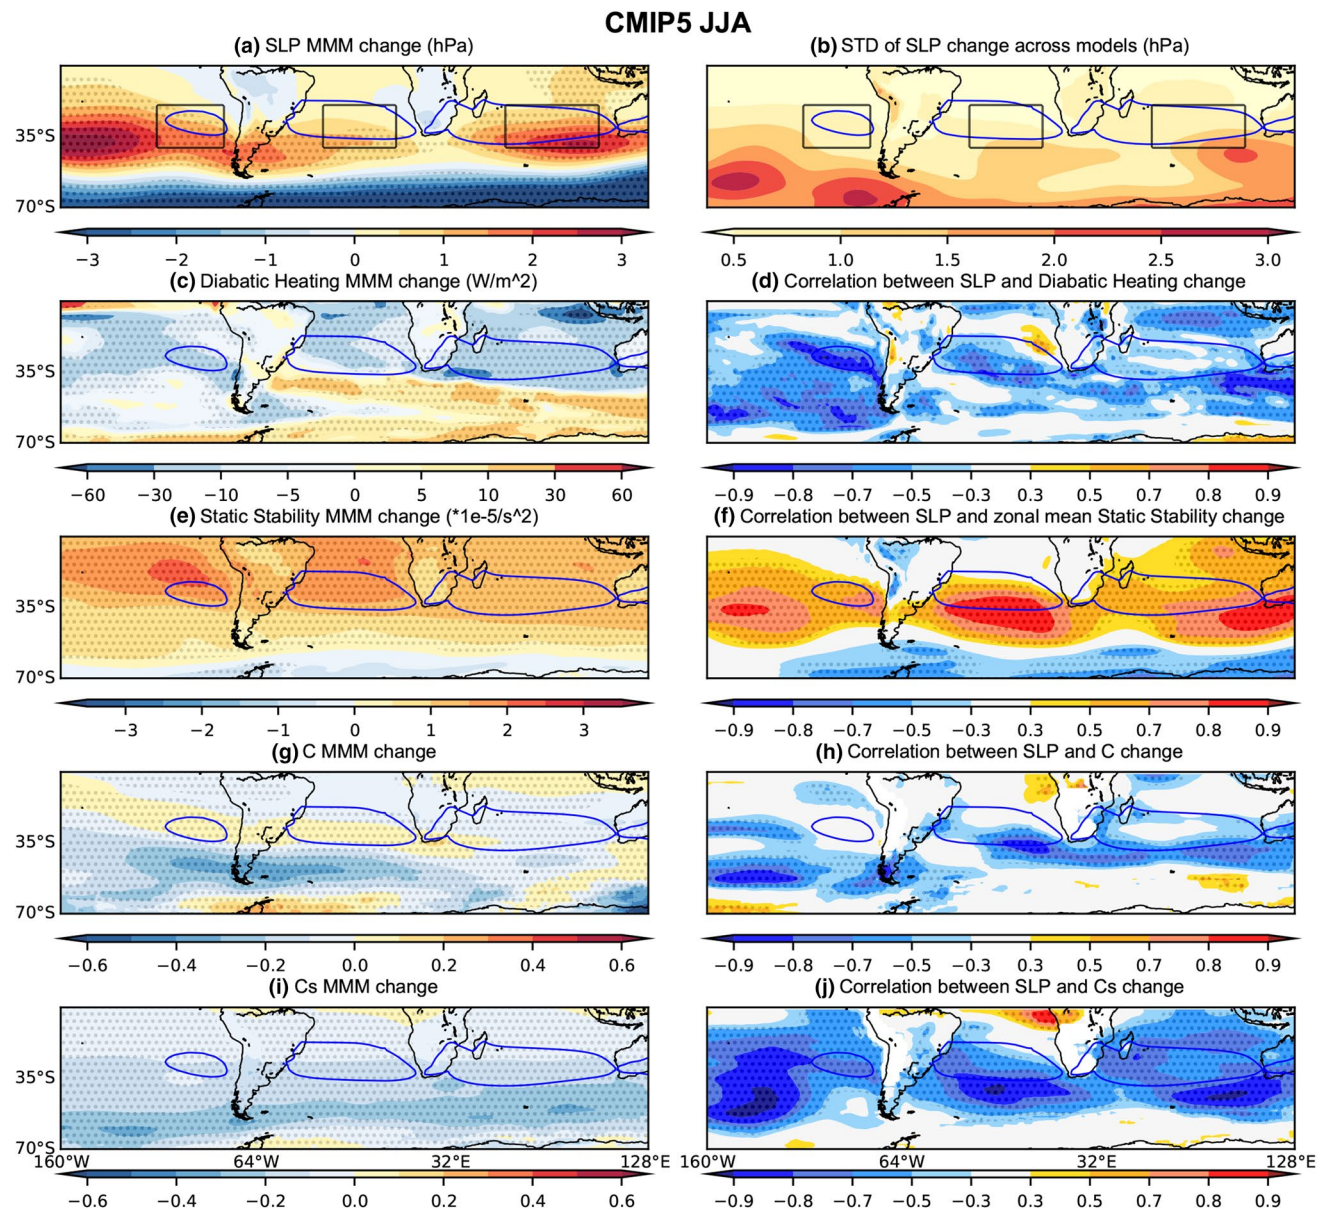 CMIP5 JJA
(a) SLP MMM change (hPa)
(b) STD of SLP change across models (hPa)
35°S
70°S
−3 −2 −1 0 1 2 3
0.5 1.0 1.5 2.0 2.5 3.0
(c) Diabatic Heating MMM change (W/m^2)
(d) Correlation between SLP and Diabatic Heating change
35°S
70°S
−60 −30 −10 −5 0 5 10 30 60
−0.9 −0.8 −0.7 −0.5 −0.3 0.3 0.5 0.7 0.8 0.9
(e) Static Stability MMM change (*1e-5/s^2)
(f) Correlation between SLP and zonal mean Static Stability change
35°S
70°S
−3 −2 −1 0 1 2 3
−0.9 −0.8 −0.7 −0.5 −0.3 0.3 0.5 0.7 0.8 0.9
(g) C MMM change
(h) Correlation between SLP and C change
35°S
70°S
−0.6 −0.4 −0.2 0.0 0.2 0.4 0.6
−0.9 −0.8 −0.7 −0.5 −0.3 0.3 0.5 0.7 0.8 0.9
(i) Cs MMM change
(j) Correlation between SLP and Cs change
35°S
70°S
160°W 64°W 32°E 128°E
160°W 64°W 32°E 128°E
−0.6 −0.4 −0.2 0.0 0.2 0.4 0.6
−0.9 −0.8 −0.7 −0.5 −0.3 0.3 0.5 0.7 0.8 0.9